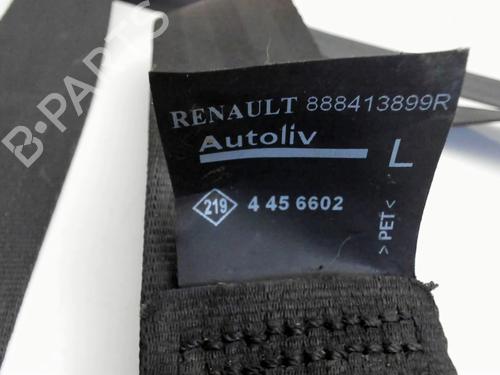 RENAULT 888413899R
Autoliv
L
219 4 45 6602
>PET<
B-PARTS